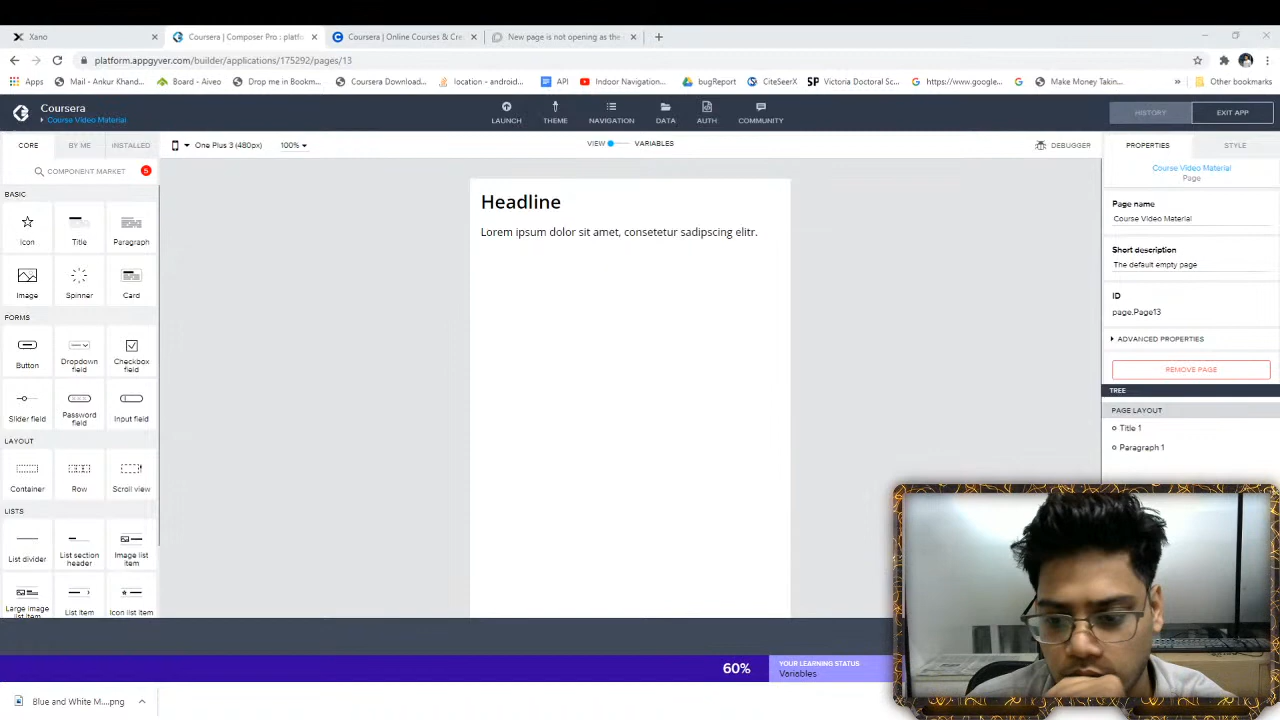 Xano
Coursera | Composer Pro : platfo
Coursera | Online Courses & Cre
New page is not opening as the
platform.appgyver.com/builder/applications/175292/pages/13
Apps
Mail - Ankur Khand...
Board - Aiveo
Drop me in Bookm...
Coursera Download...
location - android...
API
Indoor Navigation...
bugReport
CiteSeerX
SP Victoria Doctoral Sc...
https://www.google...
Make Money Takin...
»
Other bookmarks
Coursera
Course Video Material
LAUNCH
THEME
NAVIGATION
DATA
AUTH
COMMUNITY
HISTORY
EXIT APP
CORE
BY ME
INSTALLED
One Plus 3 (480px)
100%
VIEW
VARIABLES
DEBUGGER
PROPERTIES
STYLE
COMPONENT MARKET
5
BASIC
Icon
Title
Paragraph
Image
Spinner
Card
FORMS
Button
Dropdown
field
Checkbox
field
Slider field
Password
field
Input field
LAYOUT
Container
Row
Scroll view
LISTS
List divider
List section
header
Image list
item
Large image
list item
List item
Icon list item
Headline
Lorem ipsum dolor sit amet, consetetur sadipscing elitr.
Course Video Material
Page
Page name
Course Video Material
Short description
The default empty page
ID
page.Page13
ADVANCED PROPERTIES
REMOVE PAGE
TREE
PAGE LAYOUT
Title 1
Paragraph 1
60%
YOUR LEARNING STATUS
Variables
Blue and White M....png